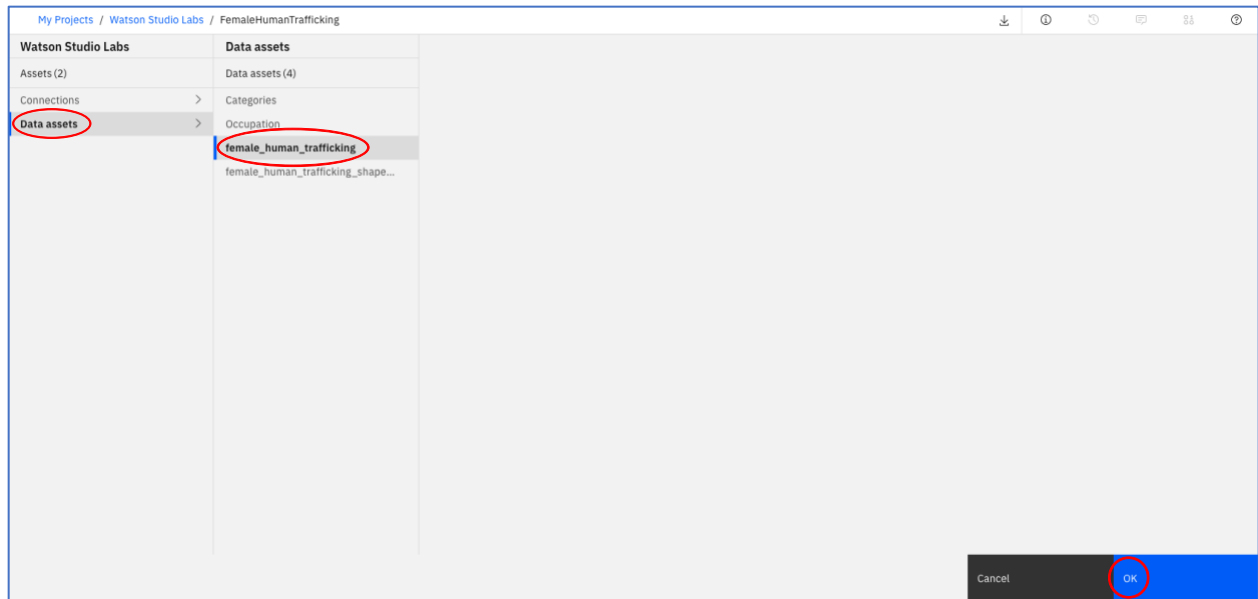 My Projects / Watson Studio Labs / FemaleHumanTrafficking
Watson Studio Labs
Data assets
Assets (2)
Data assets (4)
Connections
Categories
Data assets
Occupation
female_human_trafficking
female_human_trafficking_shape...
Cancel
OK